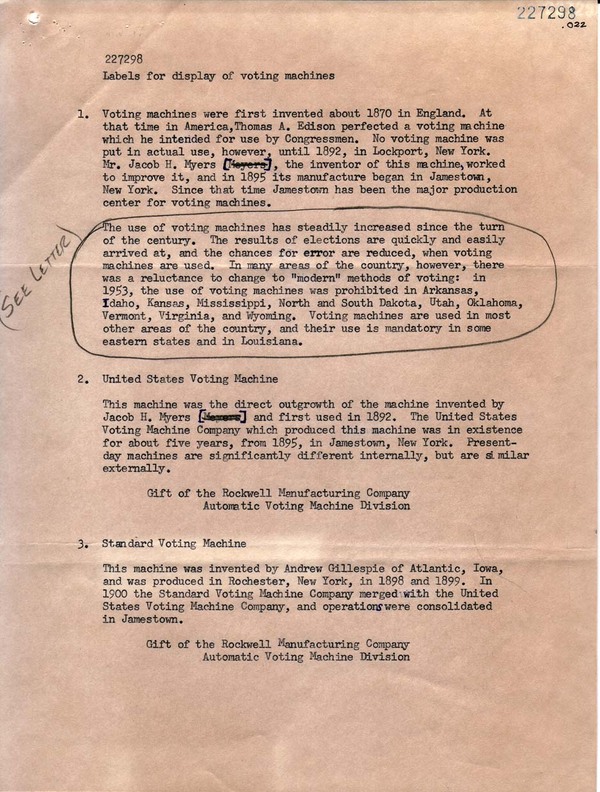 227298
.022
227298
Labels for display of voting machines
1. Voting machines were first invented about 1870 in England. At
that time in America,Thomas A. Edison perfected a voting machine
which he intended for use by Congressmen. No voting machine was
put in actual use, however, until 1892, in Lockport, New York.
Mr. Jacob H. Myers [Meyers], the inventor of this machine,worked
to improve it, and in 1895 its manufacture began in Jamestown,
New York. Since that time Jamestown has been the major production
center for voting machines.
(SEE LETTER)
The use of voting machines has steadily increased since the turn
of the century. The results of elections are quickly and easily
arrived at, and the chances for error are reduced, when voting
machines are used. In many areas of the country, however, there
was a reluctance to change to "modern" methods of voting: in
1953, the use of voting machines was prohibited in Arkansas,
Idaho, Kansas, Mississippi, North and South Dakota, Utah, Oklahoma,
Vermont, Virginia, and Wyoming. Voting machines are used in most
other areas of the country, and their use is mandatory in some
eastern states and in Louisiana.
2. United States Voting Machine
This machine was the direct outgrowth of the machine invented by
Jacob H. Myers [Meyers] and first used in 1892. The United States
Voting Machine Company which produced this machine was in existence
for about five years, from 1895, in Jamestown, New York. Present-
day machines are significantly different internally, but are similar
externally.
Gift of the Rockwell Manufacturing Company
Automatic Voting Machine Division
3. Standard Voting Machine
This machine was invented by Andrew Gillespie of Atlantic, Iowa,
and was produced in Rochester, New York, in 1898 and 1899. In
1900 the Standard Voting Machine Company merged with the United
States Voting Machine Company, and operations were consolidated
in Jamestown.
Gift of the Rockwell Manufacturing Company
Automatic Voting Machine Division